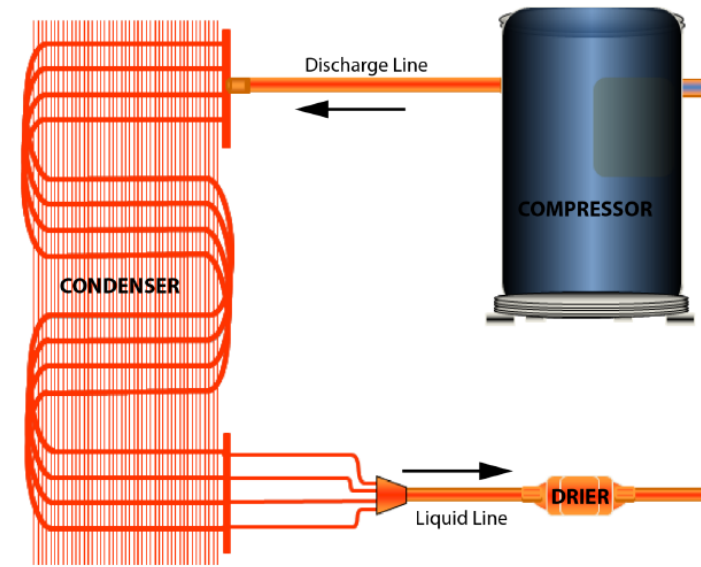 Discharge Line
COMPRESSOR
CONDENSER
DRIER
Liquid Line